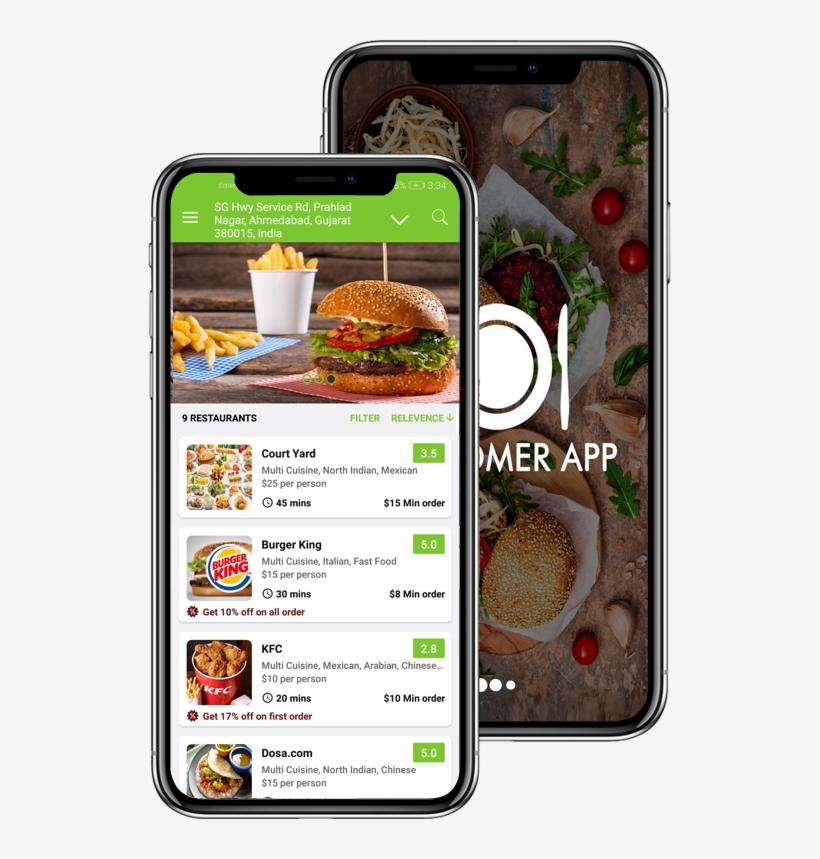 3:34
SG Hwy Service Rd, Prahlad
Nagar, Ahmedabad, Gujarat
380015, India
9 RESTAURANTS
FILTER RELEVENCE
Court Yard
3.5
Multi Cuisine, North Indian, Mexican
$25 per person
45 mins
$15 Min order
BURGER
KING
Burger King
5.0
Multi Cuisine, Italian, Fast Food
$15 per person
30 mins
$8 Min order
Get 10% off on all order
KFC
KFC
2.8
Multi Cuisine, Mexican, Arabian, Chinese...
$10 per person
20 mins
$10 Min order
Get 17% off on first order
Dosa.com
5.0
Multi Cuisine, North Indian, Chinese
$15 per person
OMER APP